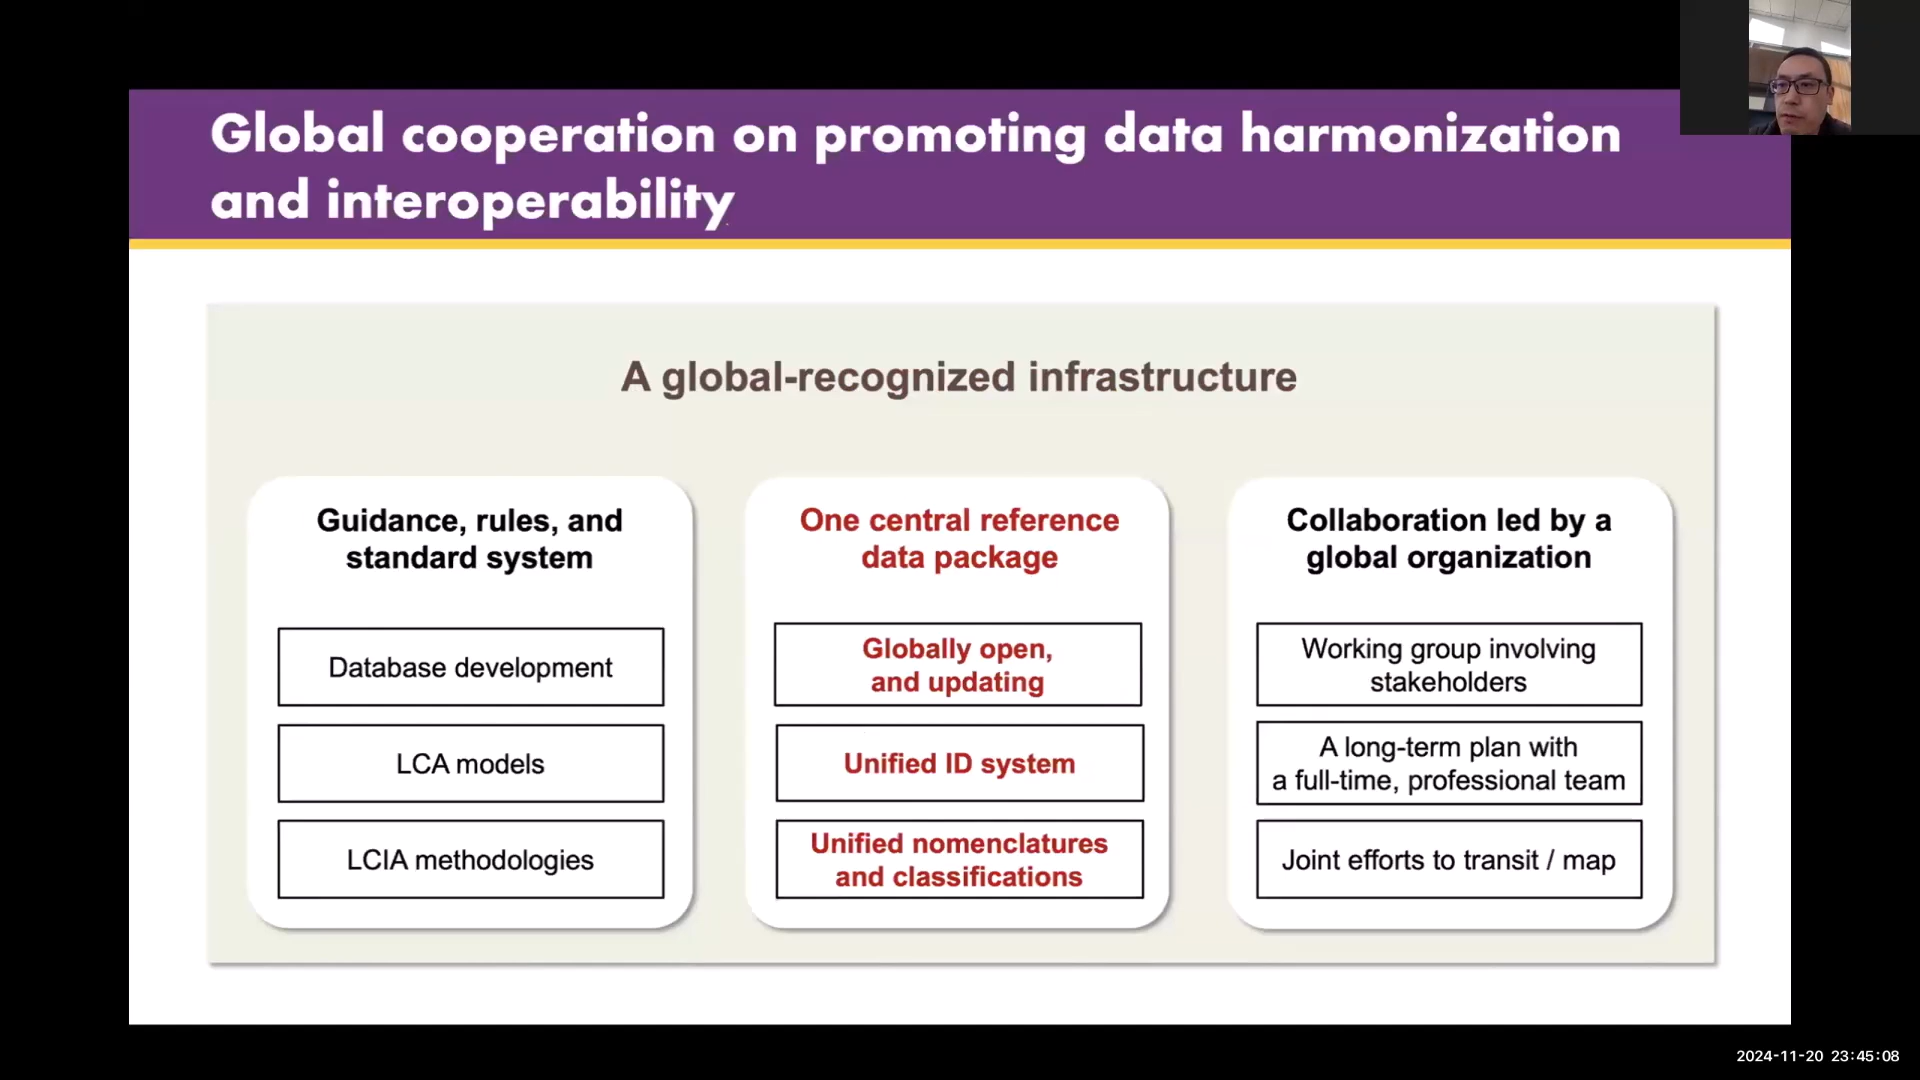 Global cooperation on promoting data harmonization
and interoperability
A global-recognized infrastructure
Guidance, rules, and
standard system
Database development
LCA models
LCIA methodologies
One central reference
data package
Globally open,
and updating
Unified ID system
Unified nomenclatures
and classifications
Collaboration led by a
global organization
Working group involving
stakeholders
A long-term plan with
a full-time, professional team
Joint efforts to transit / map
2024-11-20 23:45:08